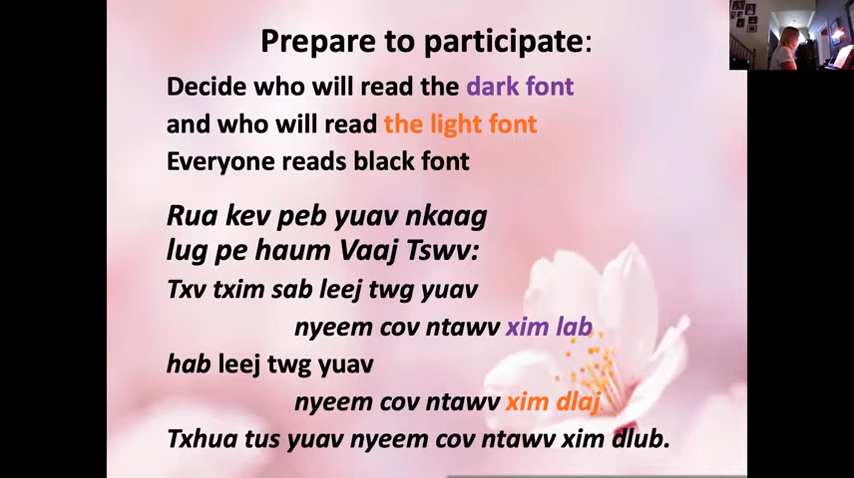 Prepare to participate:
Decide who will read the dark font
and who will read the light font
Everyone reads black font
Rua kev peb yuav nkaag
lug pe haum Vaaj Tswv:
Txv txim sab leej twg yuav
nyeem cov ntawv xim lab
hab leej twg yuav
nyeem cov ntawv xim dlaj
Txhua tus yuav nyeem cov ntawv xim dlub.